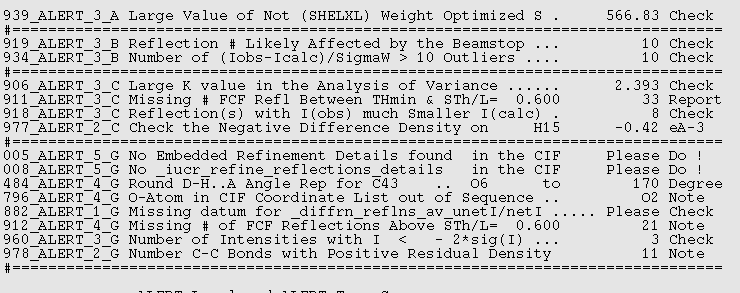 939_ALERT_3_A Large Value of Not (SHELXL) Weight Optimized S . 566.83 Check
#===============================================================================
919_ALERT_3_B Reflection # Likely Affected by the Beamstop ... 10 Check
934_ALERT_3_B Number of (Iobs-Icalc)/SigmaW > 10 Outliers .... 10 Check
#===============================================================================
906_ALERT_3_C Large K value in the Analysis of Variance ...... 2.393 Check
911_ALERT_3_C Missing # FCF Refl Between THmin & STh/L= 0.600 33 Report
918_ALERT_3_C Reflection(s) with I(obs) much Smaller I(calc) . 8 Check
977_ALERT_2_C Check the Negative Difference Density on H15 -0.42 eA-3
#===============================================================================
005_ALERT_5_G No Embedded Refinement Details found in the CIF Please Do !
008_ALERT_5_G No _iucr_refine_reflections_details in the CIF Please Do !
484_ALERT_4_G Round D-H..A Angle Rep for C43 .. O6 to 170 Degree
796_ALERT_4_G O-Atom in CIF Coordinate List out of Sequence .. O2 Note
882_ALERT_1_G Missing datum for _diffrn_reflns_av_unetI/netI ..... Please Check
912_ALERT_4_G Missing # of FCF Reflections Above STh/L= 0.600 21 Note
960_ALERT_3_G Number of Intensities with I < - 2*sig(I) ... 3 Check
978_ALERT_2_G Number C-C Bonds with Positive Residual Density 11 Note
#===============================================================================